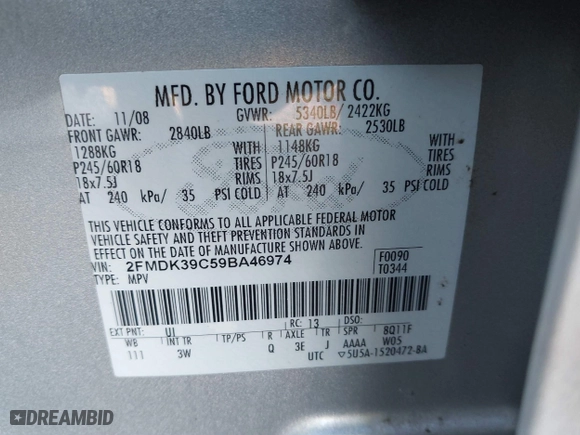 MFD. BY FORD MOTOR CO.
DATE: 11/08 GVWR: 5340LB/ 2422KG
FRONT GAWR: 2840LB REAR GAWR: 2530LB
1288KG WITH 1148KG WITH
P245/60R18 TIRES P245/60R18 TIRES
18x7.5J RIMS 18x7.5J RIMS
AT 240 kPa/ 35 PSI COLD AT 240 kPa/ 35 PSI COLD
THIS VEHICLE CONFORMS TO ALL APPLICABLE FEDERAL MOTOR
VEHICLE SAFETY AND THEFT PREVENTION STANDARDS IN
EFFECT ON THE DATE OF MANUFACTURE SHOWN ABOVE.
VIN: 2FMDK39C59BA46974 F0090
TYPE: MPV T0344
EXT PNT: UI RC: 13 DSO:
WB INT TR TP/PS R AXLE TR SPR 8Q11F
111 3W Q 3E J AAAA W05
UTC ▽5U5A-1520472-BA
DREAMBID